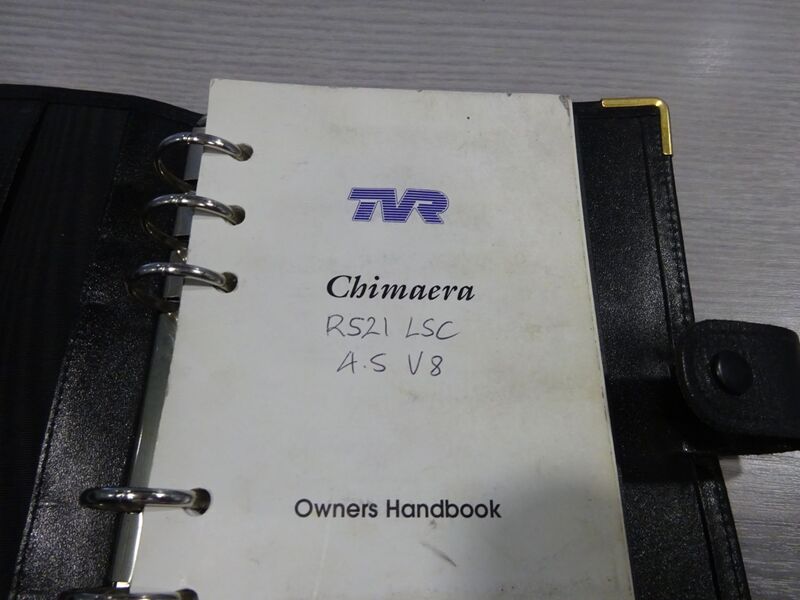 TVR
Chimaera
R521 LSC
4.5 V8
Owners Handbook